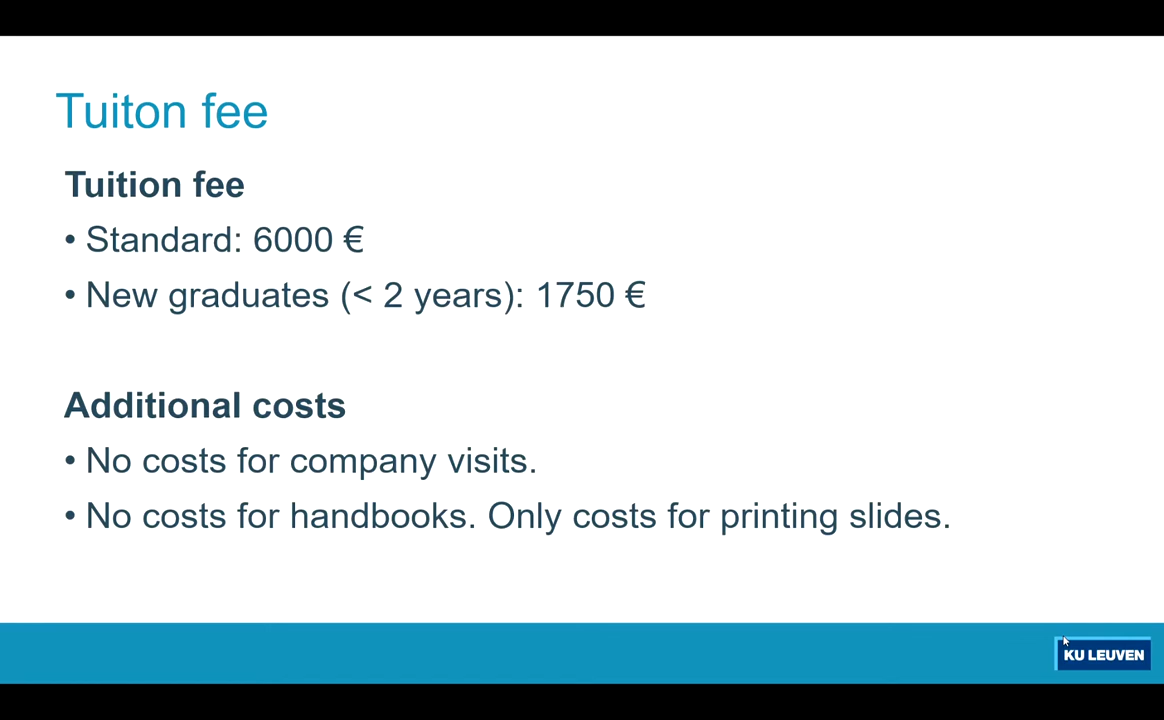 Tuiton fee
Tuition fee
• Standard: 6000 €
• New graduates (< 2 years): 1750 €
Additional costs
• No costs for company visits.
• No costs for handbooks. Only costs for printing slides.
KU LEUVEN